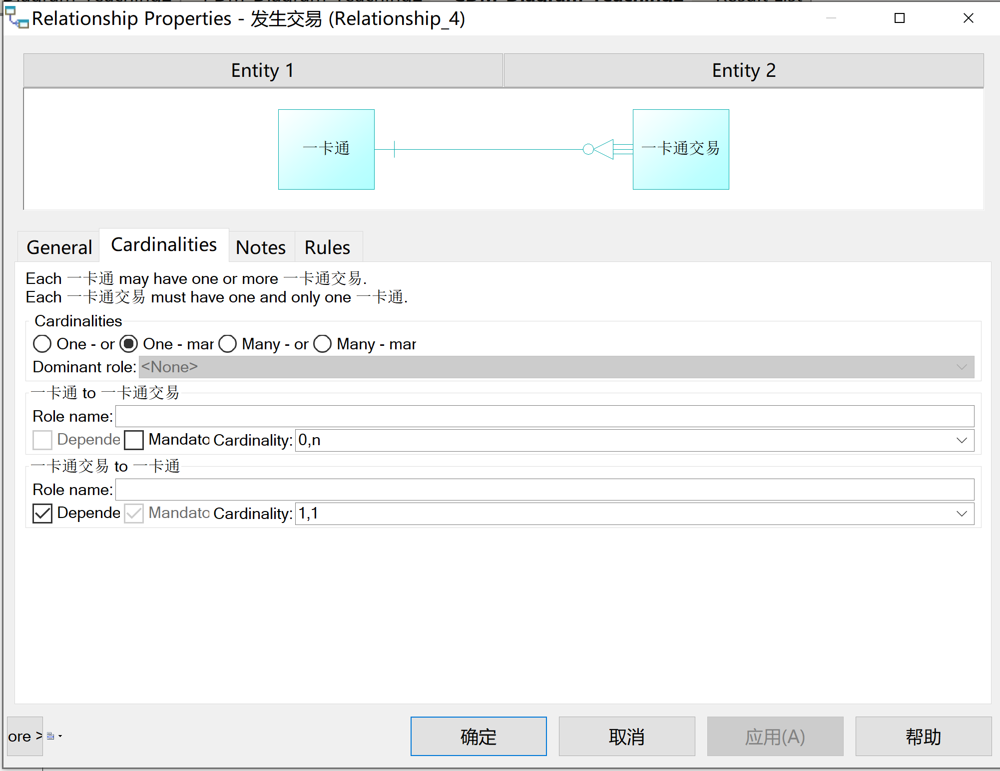 Relationship Properties - 发生交易 (Relationship_4)
Entity 1
Entity 2
一卡通
一卡通交易
General Cardinalities Notes Rules
Each 一卡通 may have one or more 一卡通交易.
Each 一卡通交易 must have one and only one 一卡通.
Cardinalities
One - or One - mar Many - or Many - mar
Dominant role: <None>
一卡通 to 一卡通交易
Role name:
Depende Mandato Cardinality: 0,n
一卡通交易 to 一卡通
Role name:
Depende Mandato Cardinality: 1,1
ore > 确定 取消 应用(A) 帮助